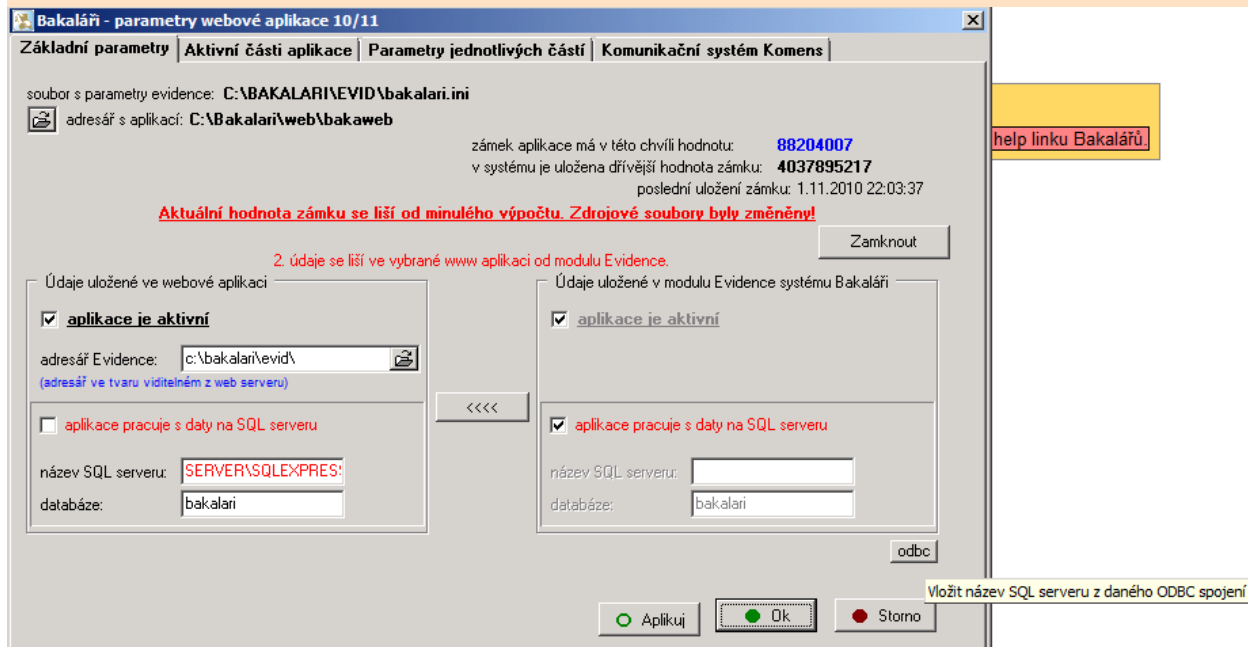 Bakaláři - parametry webové aplikace 10/11
Základní parametry Aktivní části aplikace Parametry jednotlivých částí Komunikační systém Komens
soubor s parametry evidence: C:\BAKALARI\EVID\bakalari.ini
adresář s aplikací: C:\Bakalari\web\bakaweb
help linku Bakalářů.
zámek aplikace má v této chvíli hodnotu: 88204007
v systému je uložena dřívější hodnota zámku: 4037895217
poslední uložení zámku: 1.11.2010 22:03:37
Aktuální hodnota zámku se liší od minulého výpočtu. Zdrojové soubory byly změněny!
Zamknout
2. údaje se liší ve vybrané www aplikaci od modulu Evidence.
Údaje uložené ve webové aplikaci
aplikace je aktivní
adresář Evidence: c:\bakalari\evid\
(adresář ve tvaru viditelném z web serveru)
aplikace pracuje s daty na SQL serveru
název SQL serveru: SERVER\SQLEXPRES
databáze: bakalari
<<<<
Údaje uložené v modulu Evidence systému Bakaláři
aplikace je aktivní
aplikace pracuje s daty na SQL serveru
název SQL serveru:
databáze: bakalari
odbc
Vložit název SQL serveru z daného ODBC spojení
Aplikuj Ok Storno